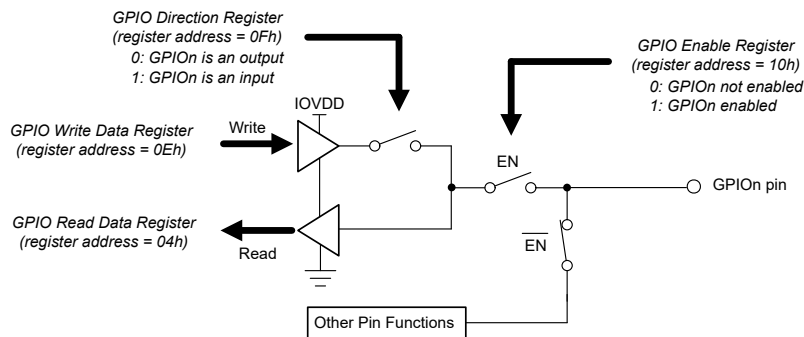 GPIO Direction Register
(register address = 0Fh)
0: GPIOn is an output
1: GPIOn is an input
GPIO Enable Register
(register address = 10h)
0: GPIOn not enabled
1: GPIOn enabled
IOVDD
GPIO Write Data Register
(register address = 0Eh)
Write
EN
GPIOn pin
GPIO Read Data Register
(register address = 04h)
Read
EN
Other Pin Functions